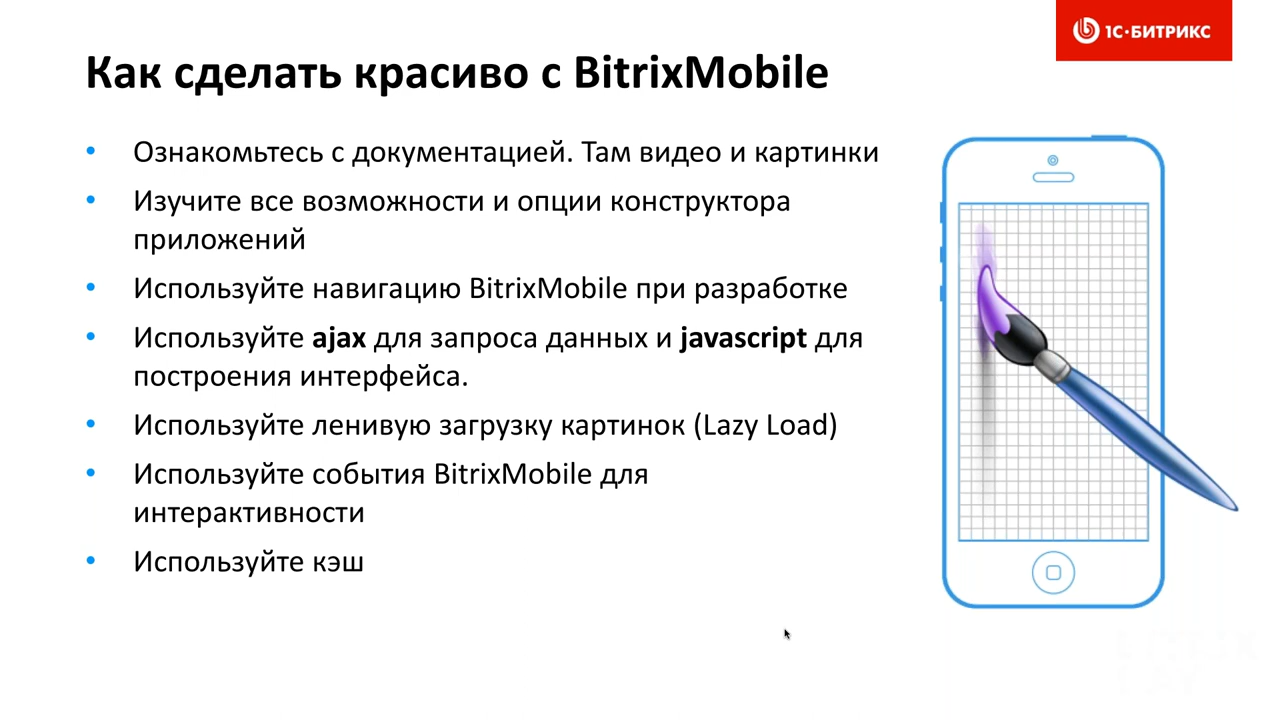 1С·БИТРИКС
Как сделать красиво с BitrixMobile
• Ознакомьтесь с документацией. Там видео и картинки
• Изучите все возможности и опции конструктора
приложений
• Используйте навигацию BitrixMobile при разработке
• Используйте ajax для запроса данных и javascript для
построения интерфейса.
• Используйте ленивую загрузку картинок (Lazy Load)
• Используйте события BitrixMobile для
интерактивности
• Используйте кэш